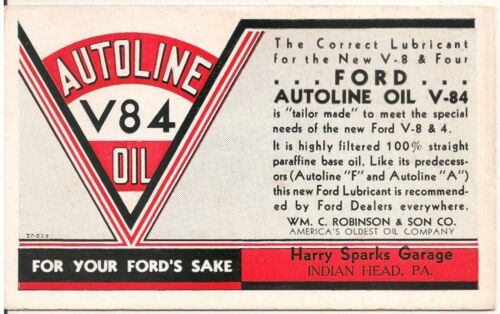 AUTOLINE
V84
OIL
FOR YOUR FORD'S SAKE
The Correct Lubricant
for the New V-8 & Four
. . . FORD . . .
AUTOLINE OIL V-84
is "tailor made" to meet the special
needs of the new Ford V-8 & 4.
It is highly filtered 100% straight
paraffine base oil. Like its predeces-
sors (Autoline "F" and Autoline "A")
this new Ford Lubricant is recommend-
ed by Ford Dealers everywhere.
WM. C. ROBINSON & SON CO.
AMERICA'S OLDEST OIL COMPANY
Harry Sparks Garage
INDIAN HEAD, PA.